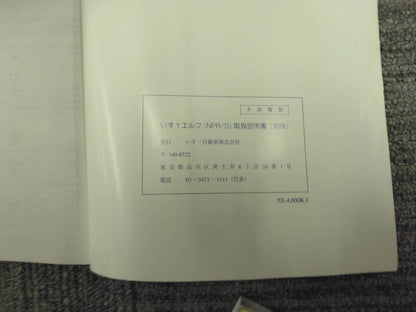 不許複製
いすゞエルフ(NPR/S)取扱説明書(初版)
発行 いすゞ自動車株式会社
〒140-8722
東京都品川区南大井6丁目26番1号
電話 03-5471-1111(代表)
5X-4,000K.1